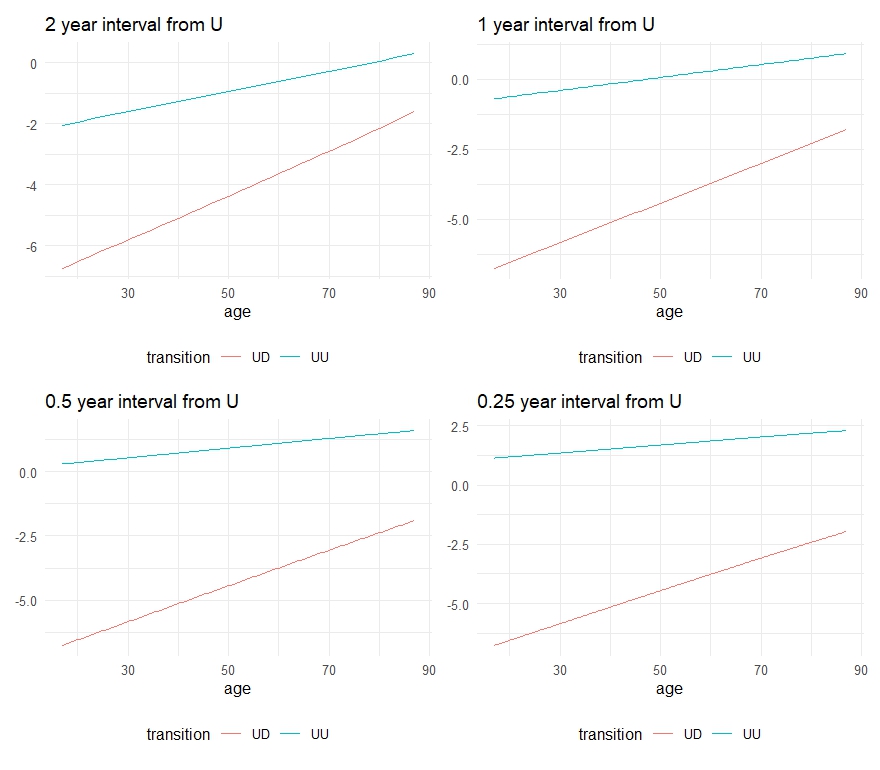 2 year interval from U
0
-2
-4
-6
30 50 70 90
age
transition UD UU
1 year interval from U
0.0
-2.5
-5.0
30 50 70 90
age
transition UD UU
0.5 year interval from U
0.0
-2.5
-5.0
30 50 70 90
age
transition UD UU
0.25 year interval from U
2.5
0.0
-2.5
-5.0
30 50 70 90
age
transition UD UU